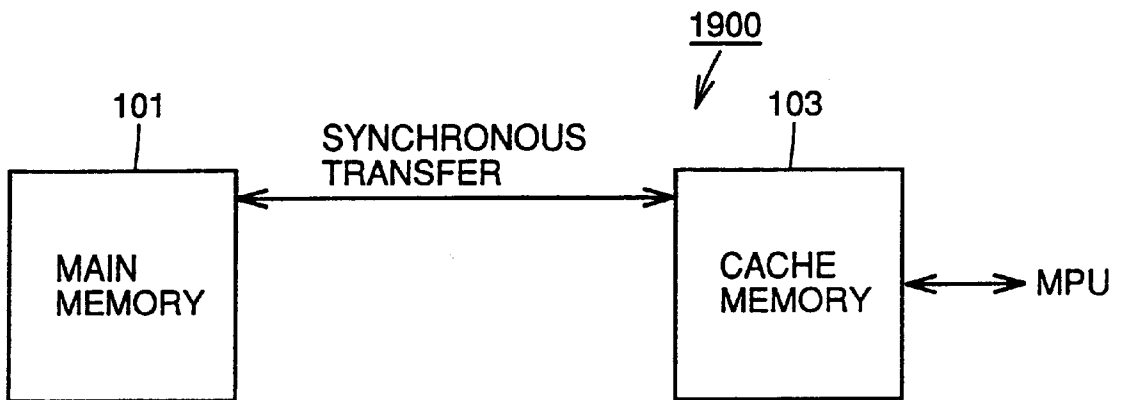 1900
101
103
SYNCHRONOUS
TRANSFER
MAIN
MEMORY
CACHE
MEMORY
MPU